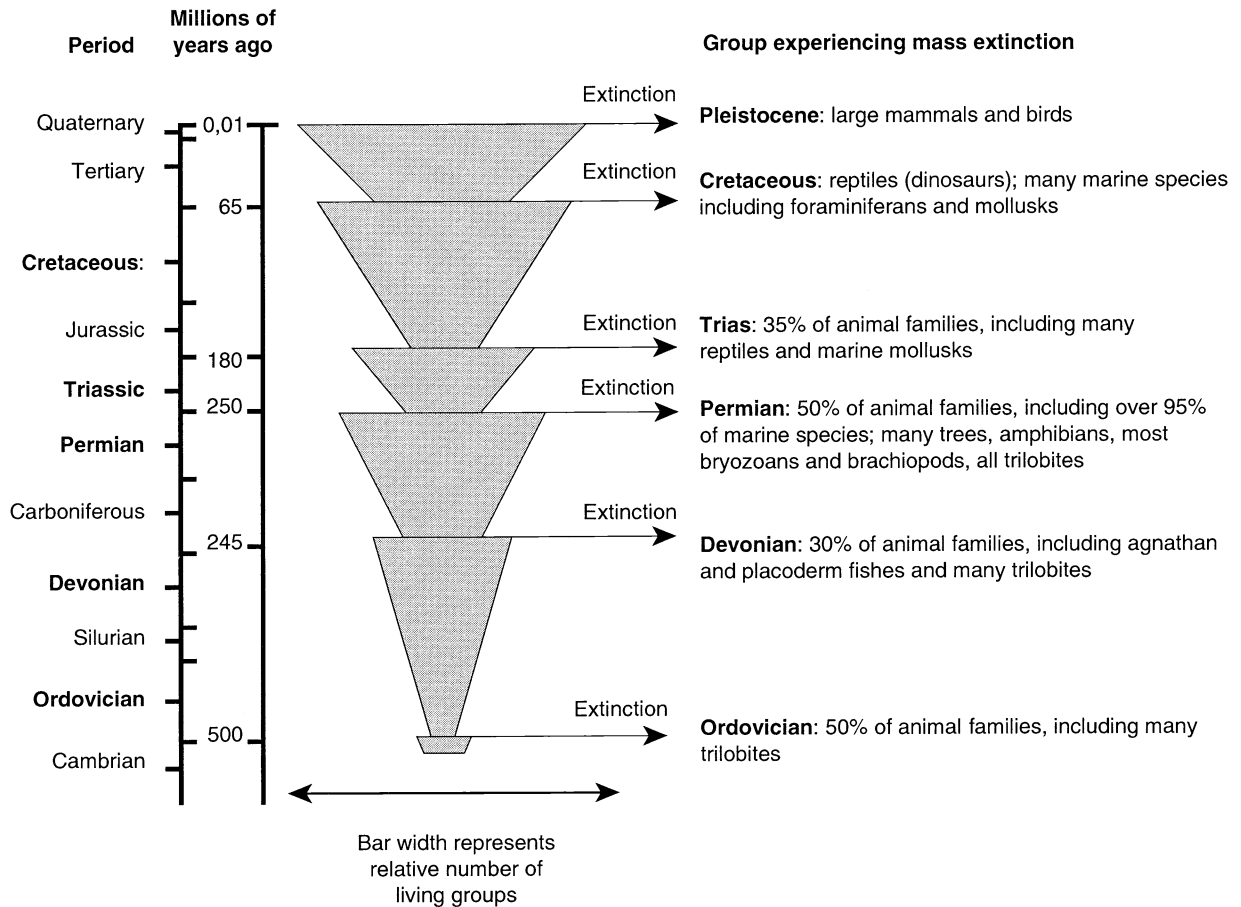 Period
Millions of
years ago
Group experiencing mass extinction
Quaternary
Tertiary
Cretaceous:
Jurassic
Triassic
Permian
Carboniferous
Devonian
Silurian
Ordovician
Cambrian
0,01
65
180
250
245
500
Extinction
Pleistocene: large mammals and birds
Extinction
Cretaceous: reptiles (dinosaurs); many marine species
including foraminiferans and mollusks
Extinction
Trias: 35% of animal families, including many
reptiles and marine mollusks
Extinction
Permian: 50% of animal families, including over 95%
of marine species; many trees, amphibians, most
bryozoans and brachiopods, all trilobites
Extinction
Devonian: 30% of animal families, including agnathan
and placoderm fishes and many trilobites
Extinction
Ordovician: 50% of animal families, including many
trilobites
Bar width represents
relative number of
living groups